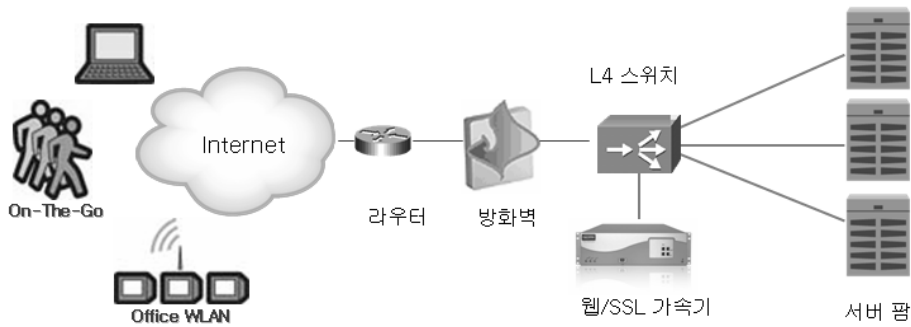 L4 스위치
Internet
On-The-Go
라우터
방화벽
Office WLAN
웹/SSL 가속기
서버 팜